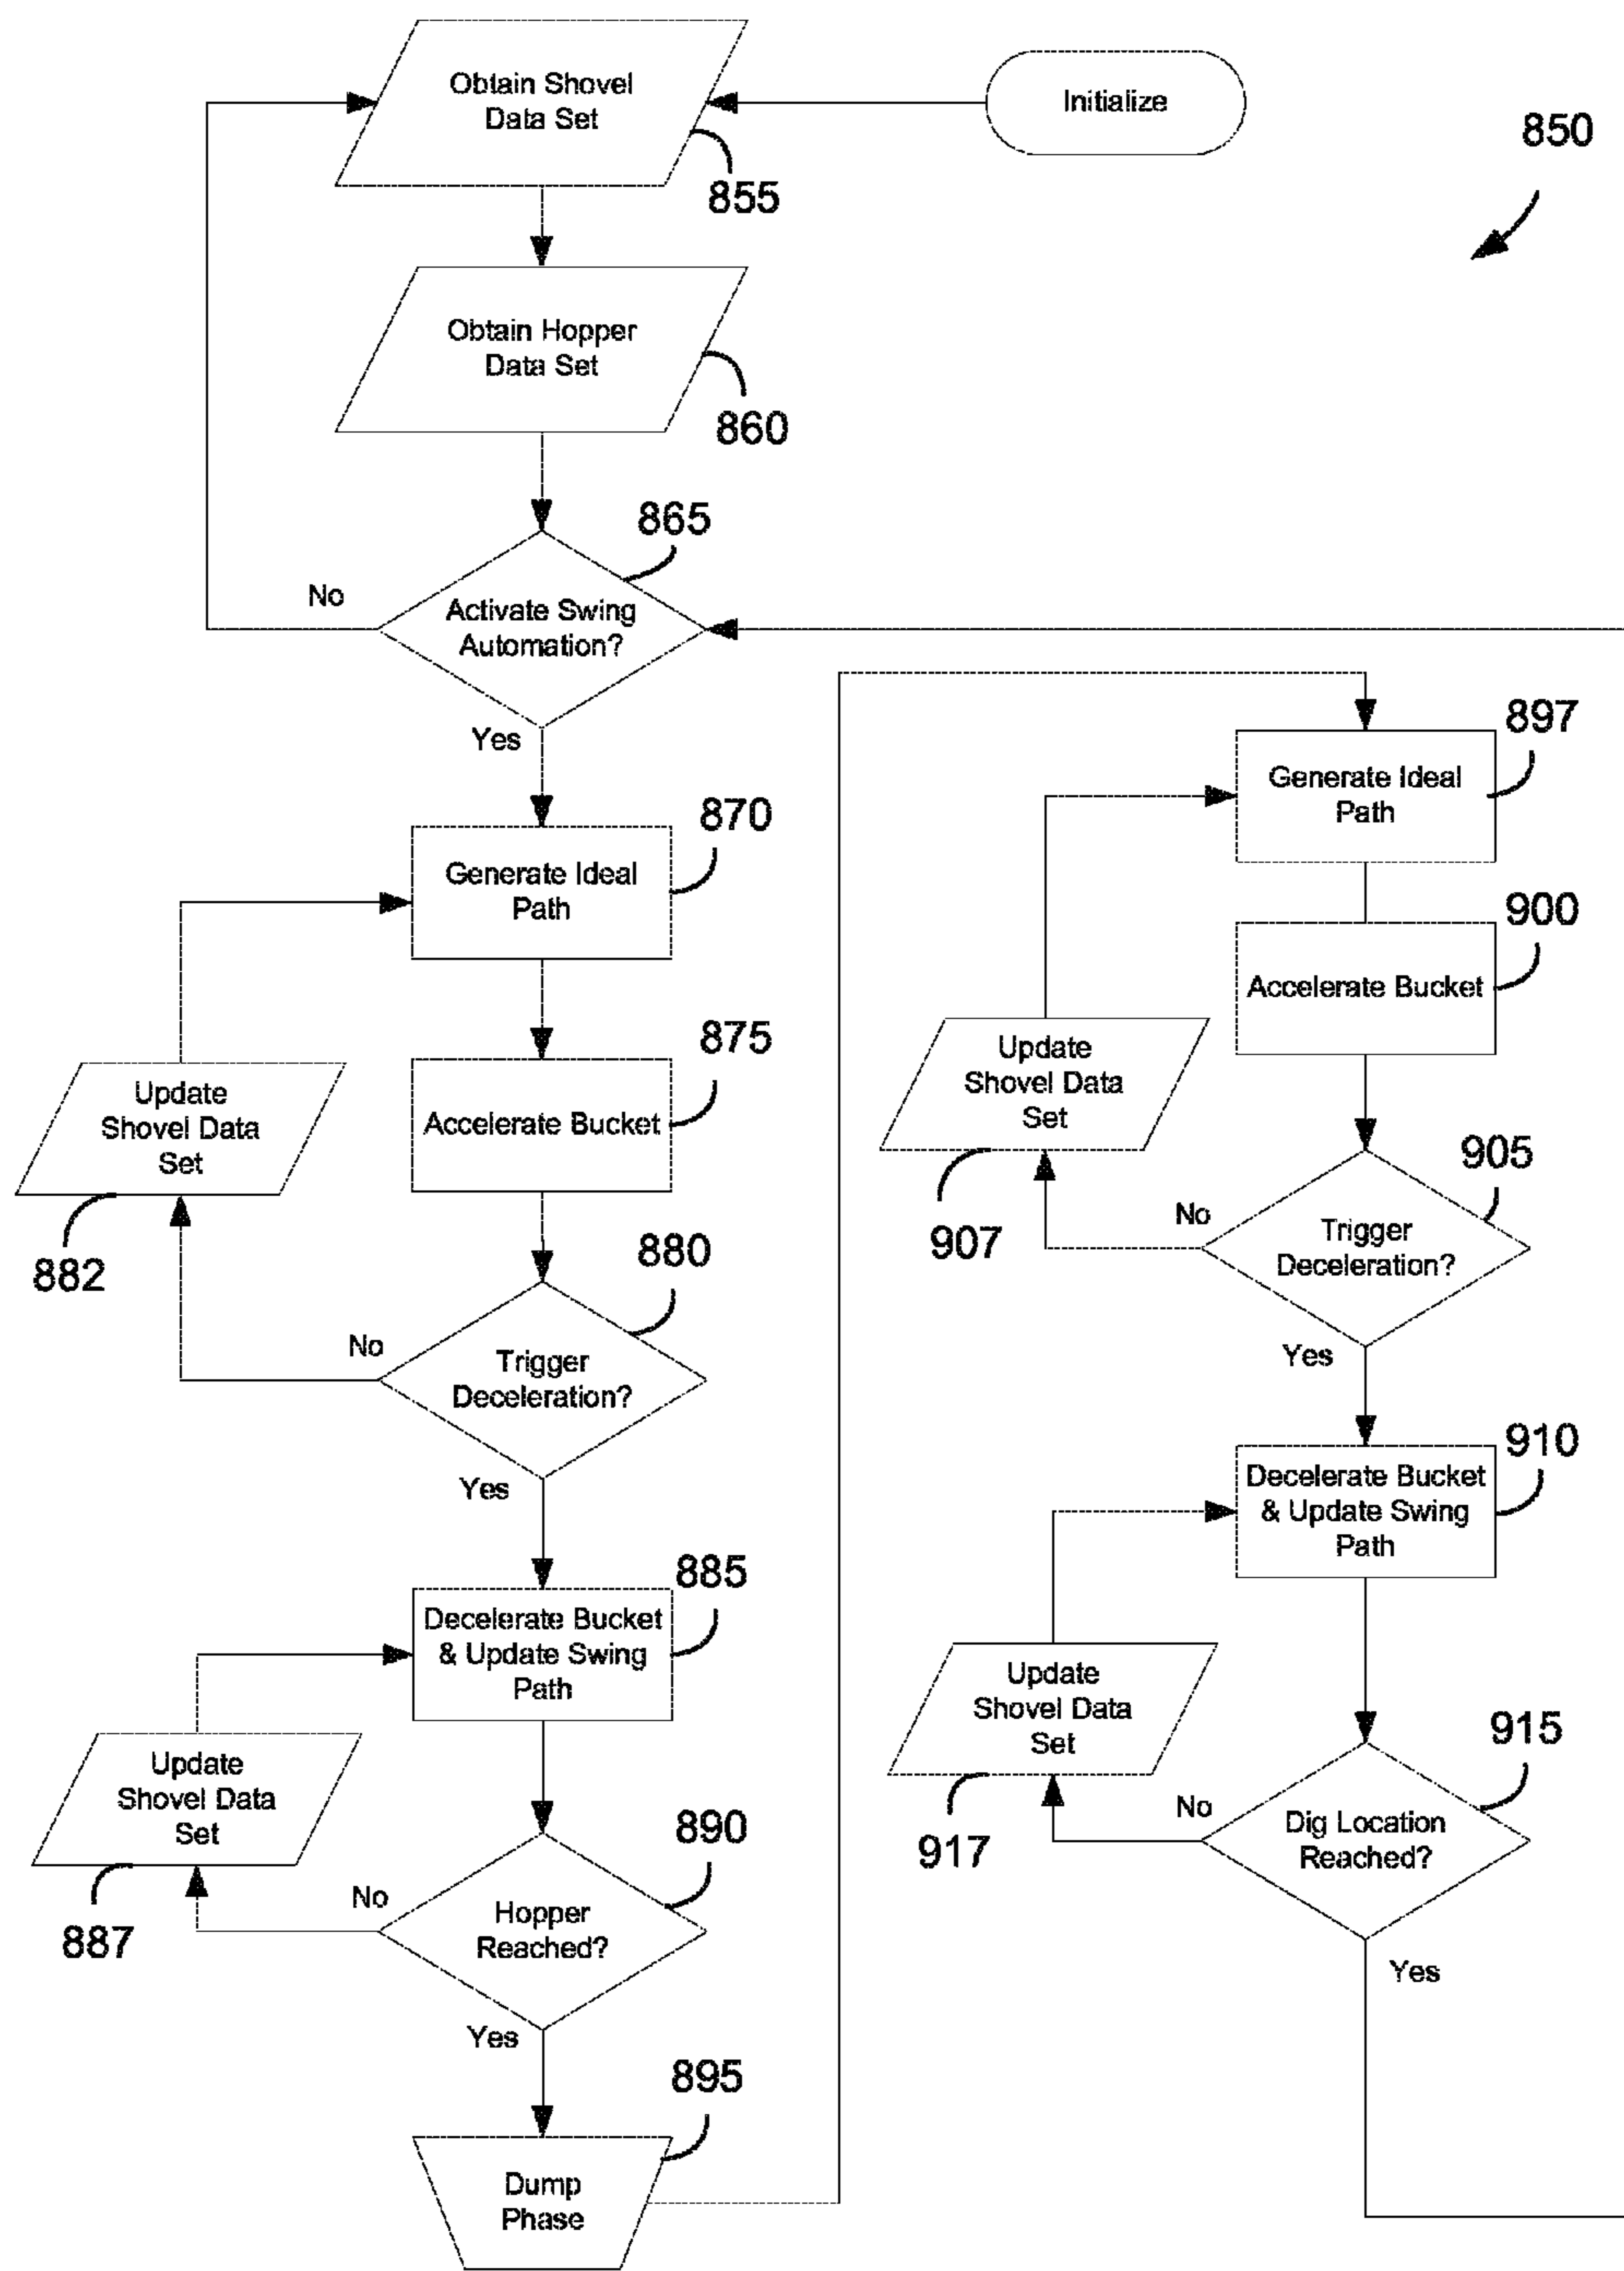 Obtain Shovel
Data Set
855
Initialize
850
Obtain Hopper
Data Set
860
865
Activate Swing
Automation?
No
Yes
870
Generate Ideal
Path
875
Accelerate Bucket
Update
Shovel Data
Set
882
880
Trigger
Deceleration?
No
Yes
885
Decelerate Bucket
& Update Swing
Path
Update
Shovel Data
Set
887
890
Hopper
Reached?
No
Yes
895
Dump
Phase
897
Generate Ideal
Path
900
Accelerate Bucket
Update
Shovel Data
Set
907
905
Trigger
Deceleration?
No
Yes
910
Decelerate Bucket
& Update Swing
Path
Update
Shovel Data
Set
917
915
Dig Location
Reached?
No
Yes